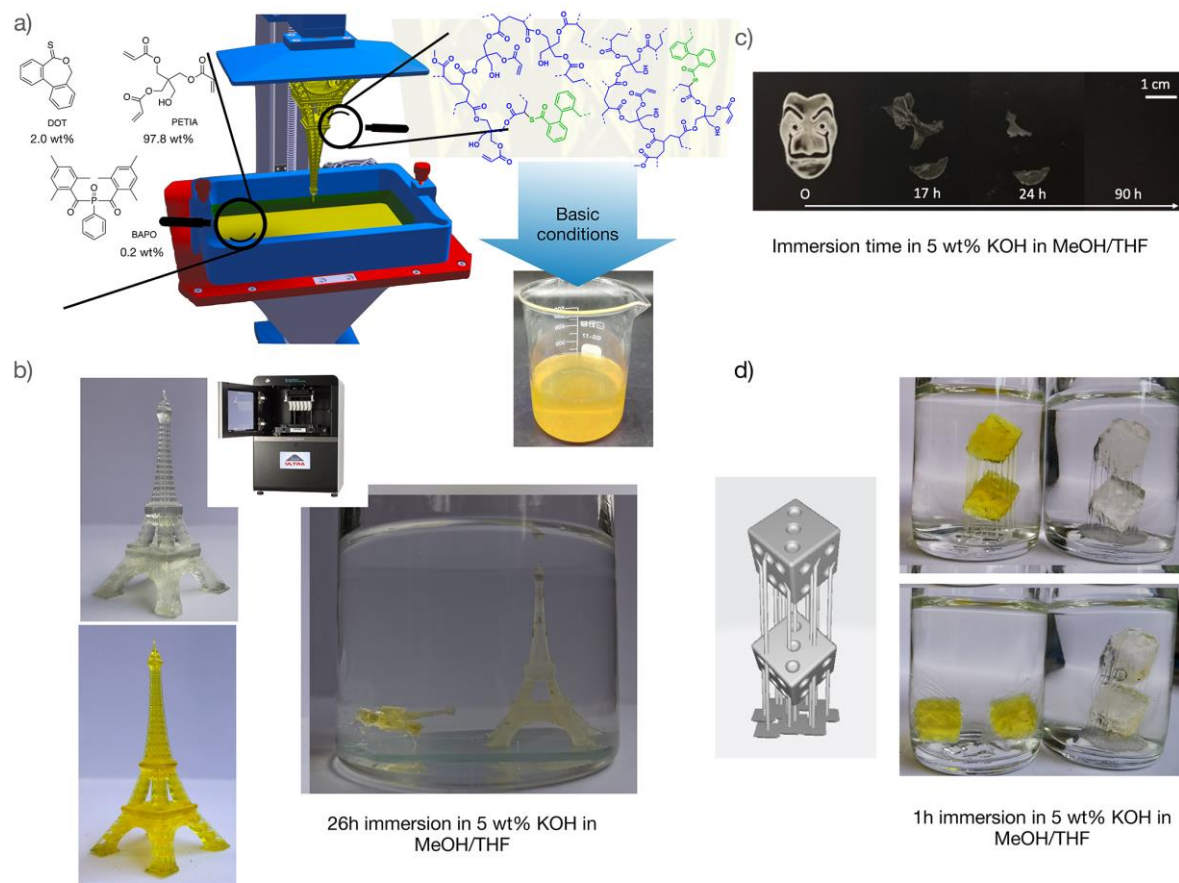 a)
DOT
2.0 wt%
PETIA
97.8 wt%
BAPO
0.2 wt%
Basic
conditions
c)
1 cm
O 17 h 24 h 90 h
Immersion time in 5 wt% KOH in MeOH/THF
b)
ULTRA
26h immersion in 5 wt% KOH in
MeOH/THF
d)
1h immersion in 5 wt% KOH in
MeOH/THF